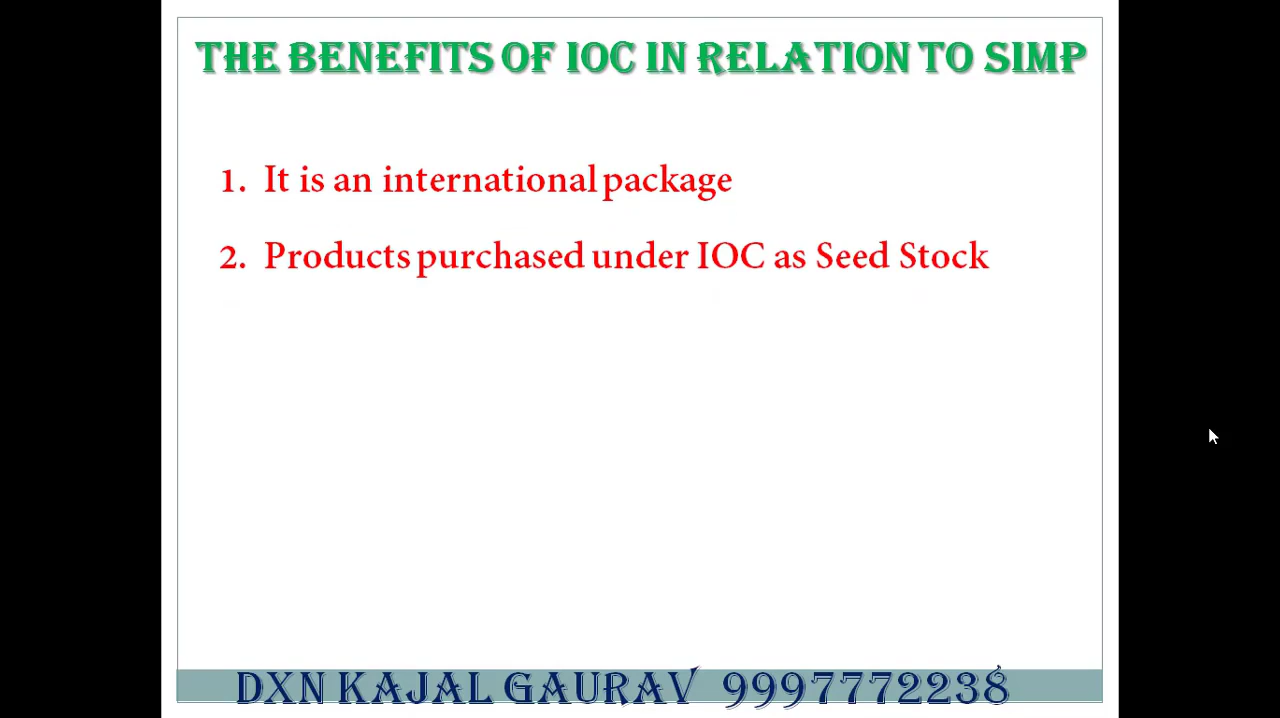 THE BENEFITS OF IOC IN RELATION TO SIMP
1. It is an international package
2. Products purchased under IOC as Seed Stock
DXN KAJAL GAURAV 9997772238